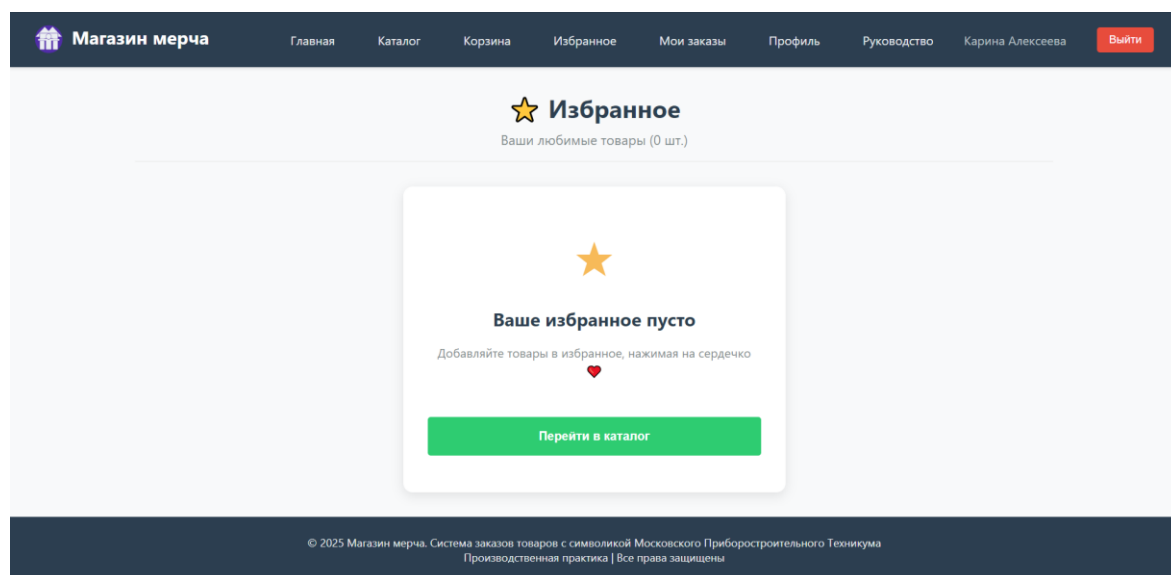 Магазин мерча Главная Каталог Корзина Избранное Мои заказы Профиль Руководство Карина Алексеева Выйти
Избранное
Ваши любимые товары (0 шт.)
Ваше избранное пусто
Добавляйте товары в избранное, нажимая на сердечко
Перейти в каталог
© 2025 Магазин мерча. Система заказов товаров с символикой Московского Приборостроительного Техникума
Производственная практика | Все права защищены